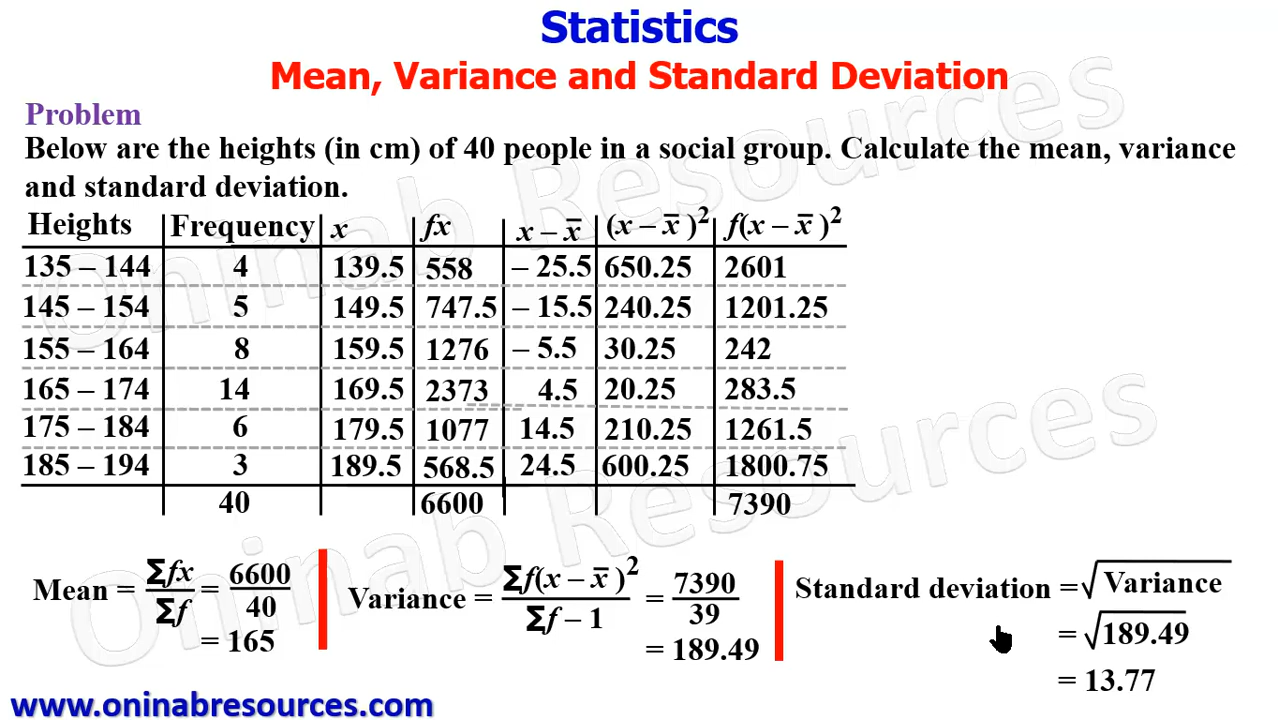 Statistics
Mean, Variance and Standard Deviation
Problem
Below are the heights (in cm) of 40 people in a social group. Calculate the mean, variance
and standard deviation.
Heights Frequency x fx x – x̅ (x – x̅ )² f(x – x̅ )²
135 – 144 4 139.5 558 – 25.5 650.25 2601
145 – 154 5 149.5 747.5 – 15.5 240.25 1201.25
155 – 164 8 159.5 1276 – 5.5 30.25 242
165 – 174 14 169.5 2373 4.5 20.25 283.5
175 – 184 6 179.5 1077 14.5 210.25 1261.5
185 – 194 3 189.5 568.5 24.5 600.25 1800.75
40 6600 7390
Mean = Σfx / Σf = 6600 / 40
= 165
Variance = Σf(x – x̅ )² / Σf – 1 = 7390 / 39
= 189.49
Standard deviation = √Variance
= √189.49
= 13.77
www.oninabresources.com
Oninab Resources
Oninab Resources